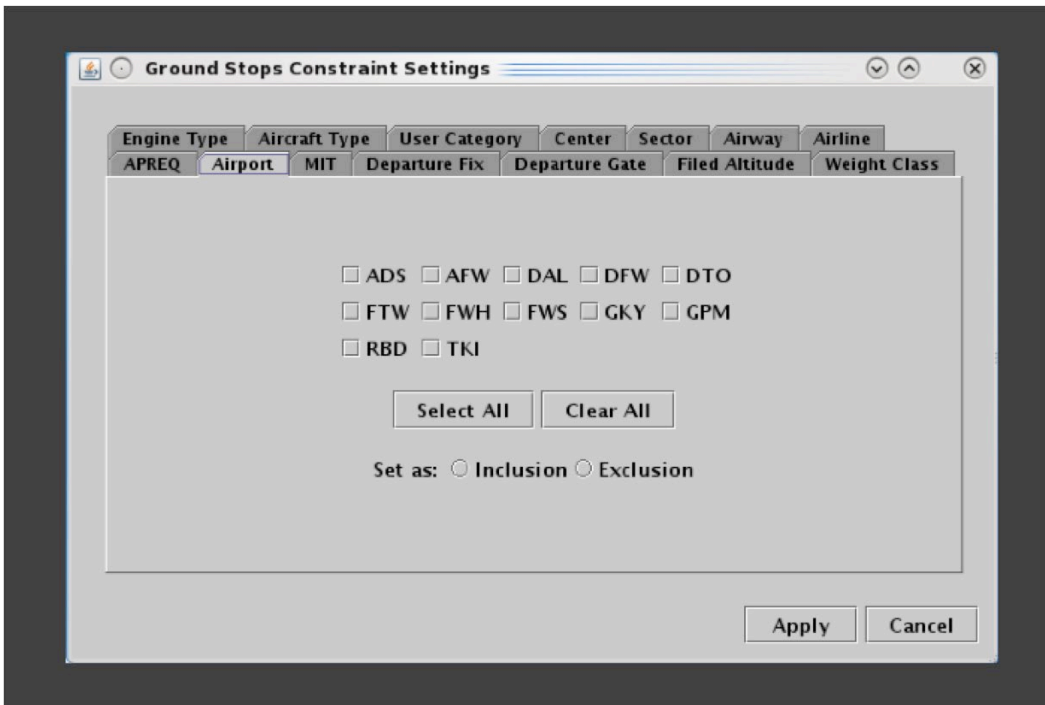 Ground Stops Constraint Settings
Engine Type Aircraft Type User Category Center Sector Airway Airline
APREQ Airport MIT Departure Fix Departure Gate Filed Altitude Weight Class
ADS AFW DAL DFW DTO
FTW FWH FWS GKY GPM
RBD TKI
Select All Clear All
Set as: Inclusion Exclusion
Apply Cancel